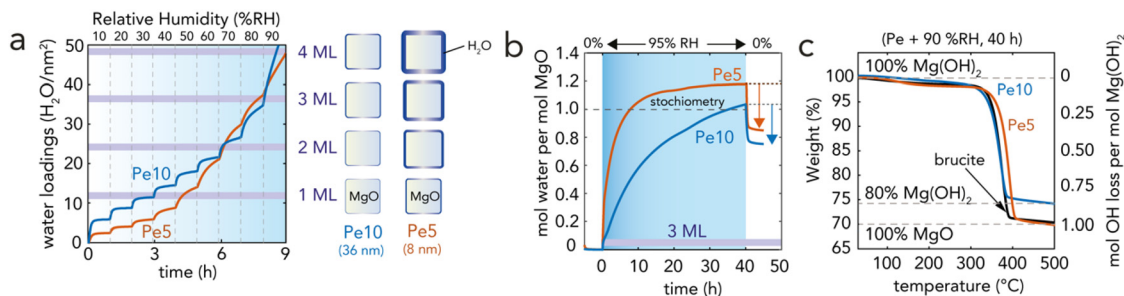 a
Relative Humidity (%RH)
10 20 30 40 50 60 70 80 90
water loadings (H₂O/nm²)
50
40
30
20
10
0
Pe10
Pe5
0 3 6 9
time (h)
4 ML
3 ML
2 ML
1 ML
H₂O
MgO MgO
Pe10 Pe5
(36 nm) (8 nm)
b
0% 95% RH 0%
mol water per mol MgO
1.4
1.2
1.0
0.8
0.6
0.4
0.2
0
Pe5
stochiometry
Pe10
3 ML
-5 0 10 20 30 40 50
time (h)
c
(Pe + 90 %RH, 40 h)
Weight (%)
100
95
90
85
80
75
70
65
100% Mg(OH)₂
Pe10
Pe5
brucite
80% Mg(OH)₂
100% MgO
0
0.25
0.50
0.75
1.00
mol OH loss per mol Mg(OH)₂
100 200 300 400 500
temperature (°C)